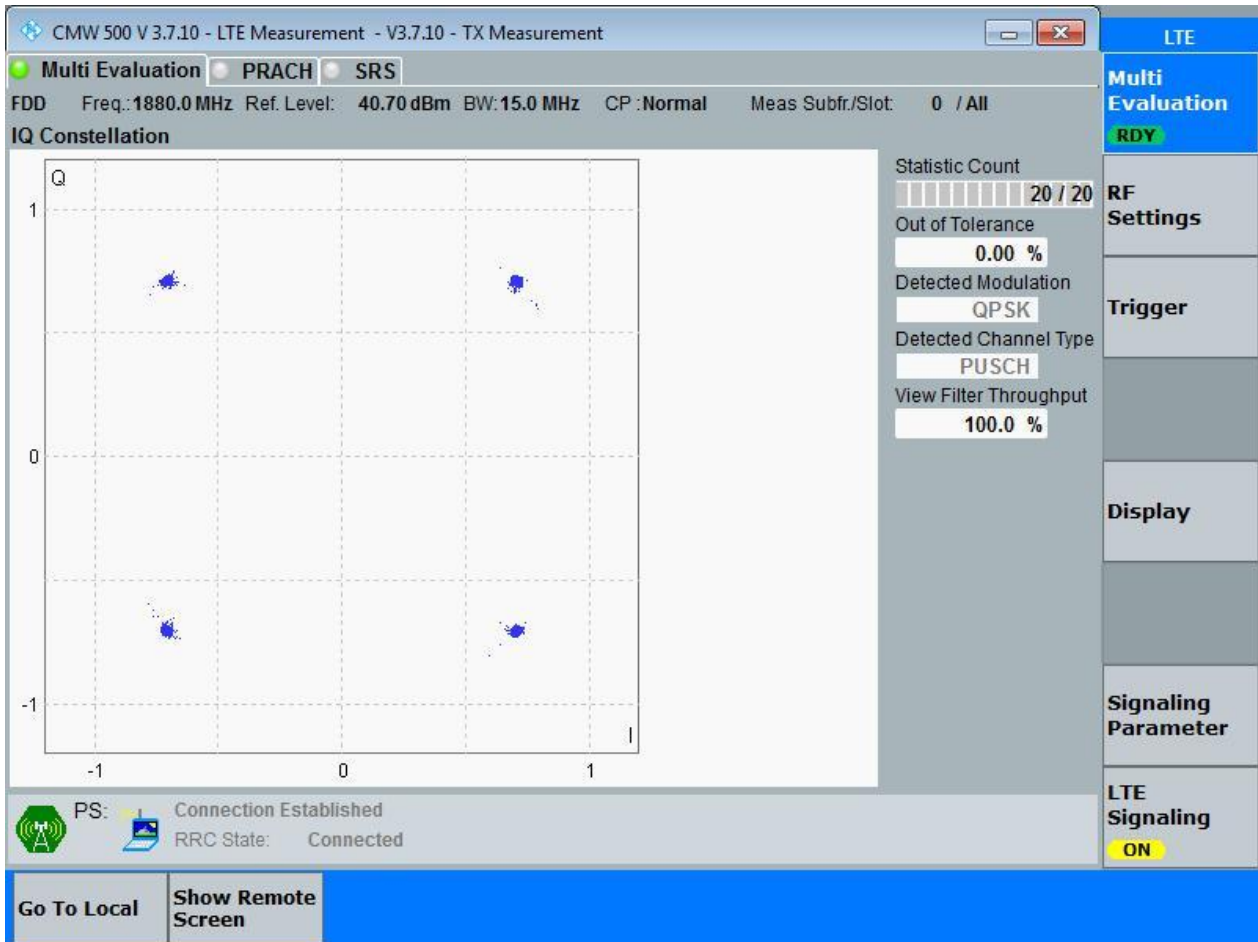 CMW 500 V 3.7.10 - LTE Measurement - V3.7.10 - TX Measurement
LTE
Multi Evaluation PRACH SRS
FDD Freq.: 1880.0 MHz Ref. Level: 40.70 dBm BW: 15.0 MHz CP : Normal Meas Subfr./Slot: 0 / All
IQ Constellation
Q
1
0
-1
I
-1 0 1
Statistic Count
20 / 20
Out of Tolerance
0.00 %
Detected Modulation
QPSK
Detected Channel Type
PUSCH
View Filter Throughput
100.0 %
Multi
Evaluation
RDY
RF
Settings
Trigger
Display
Signaling
Parameter
LTE
Signaling
ON
PS: Connection Established
RRC State: Connected
Go To Local
Show Remote
Screen